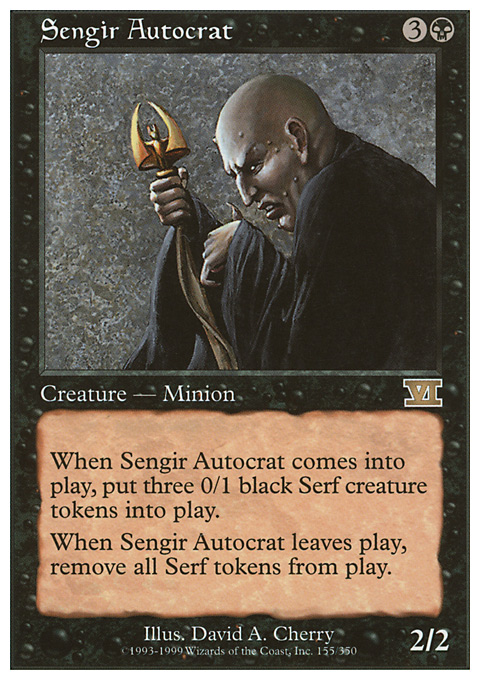 Sengir Autocrat 3
Creature — Minion VI
When Sengir Autocrat comes into
play, put three 0/1 black Serf creature
tokens into play.
When Sengir Autocrat leaves play,
remove all Serf tokens from play.
Illus. David A. Cherry
©1993-1999 Wizards of the Coast, Inc. 155/350
2/2